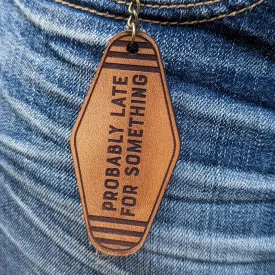 PROBABLY LATE
FOR SOMETHING